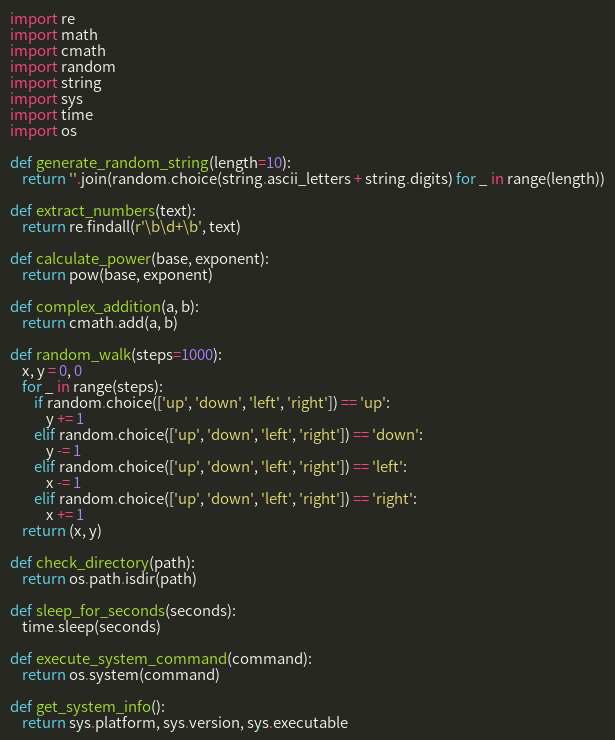 import re
import math
import cmath
import random
import string
import sys
import time
import os

def generate_random_string(length=10):
    return ''.join(random.choice(string.ascii_letters + string.digits) for _ in range(length))

def extract_numbers(text):
    return re.findall(r'\b\d+\b', text)

def calculate_power(base, exponent):
    return pow(base, exponent)

def complex_addition(a, b):
    return cmath.add(a, b)

def random_walk(steps=1000):
    x, y = 0, 0
    for _ in range(steps):
        if random.choice(['up', 'down', 'left', 'right']) == 'up':
            y += 1
        elif random.choice(['up', 'down', 'left', 'right']) == 'down':
            y -= 1
        elif random.choice(['up', 'down', 'left', 'right']) == 'left':
            x -= 1
        elif random.choice(['up', 'down', 'left', 'right']) == 'right':
            x += 1
    return (x, y)

def check_directory(path):
    return os.path.isdir(path)

def sleep_for_seconds(seconds):
    time.sleep(seconds)

def execute_system_command(command):
    return os.system(command)

def get_system_info():
    return sys.platform, sys.version, sys.executable